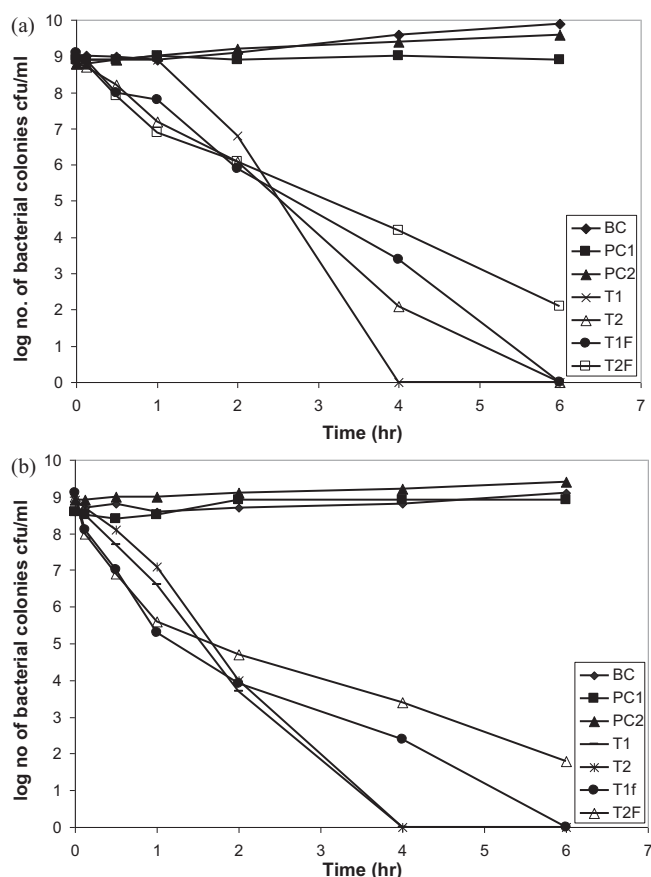 (a)
10
9
8
7
6
5
4
3
2
1
0
log no. of bacterial colonies cfu/ml
0 1 2 3 4 5 6 7
Time (hr)
BC
PC1
PC2
T1
T2
T1F
T2F
(b)
10
9
8
7
6
5
4
3
2
1
0
log no of bacterial colonies cfu/ml
0 1 2 3 4 5 6 7
Time (hr)
BC
PC1
PC2
T1
T2
T1f
T2F